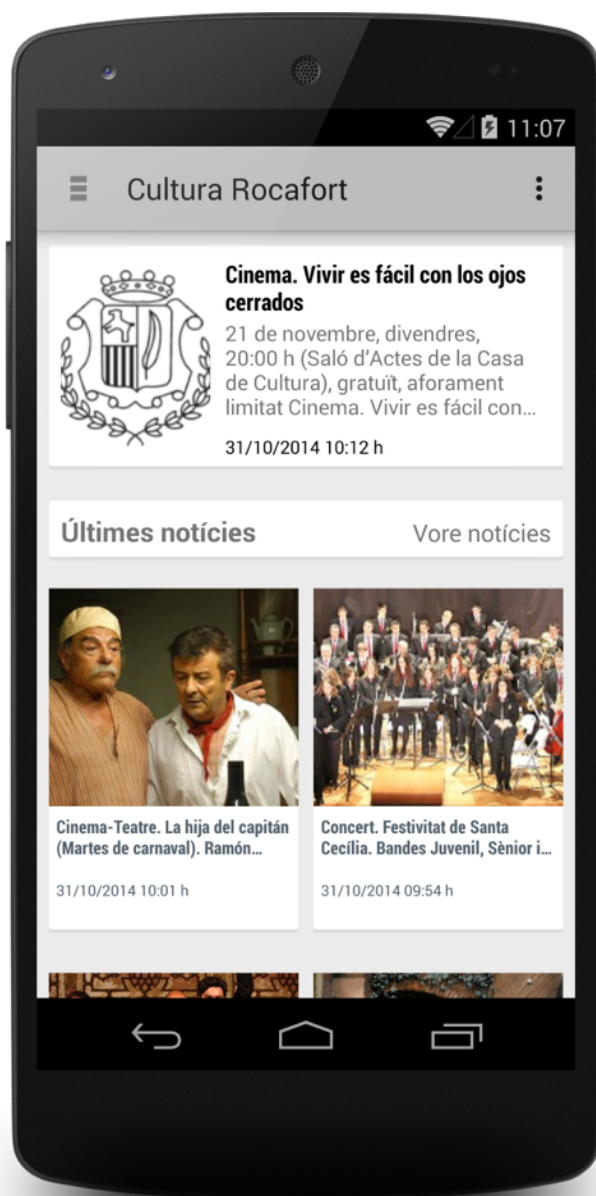 11:07
Cultura Rocafort
Cinema. Vivir es fácil con los ojos
cerrados
21 de novembre, divendres,
20:00 h (Saló d'Actes de la Casa
de Cultura), gratuït, aforament
limitat Cinema. Vivir es fácil con...
31/10/2014 10:12 h
Últimes notícies
Vore notícies
Cinema-Teatre. La hija del capitán
(Martes de carnaval). Ramón...
31/10/2014 10:01 h
Concert. Festivitat de Santa
Cecília. Bandes Juvenil, Sènior i...
31/10/2014 09:54 h